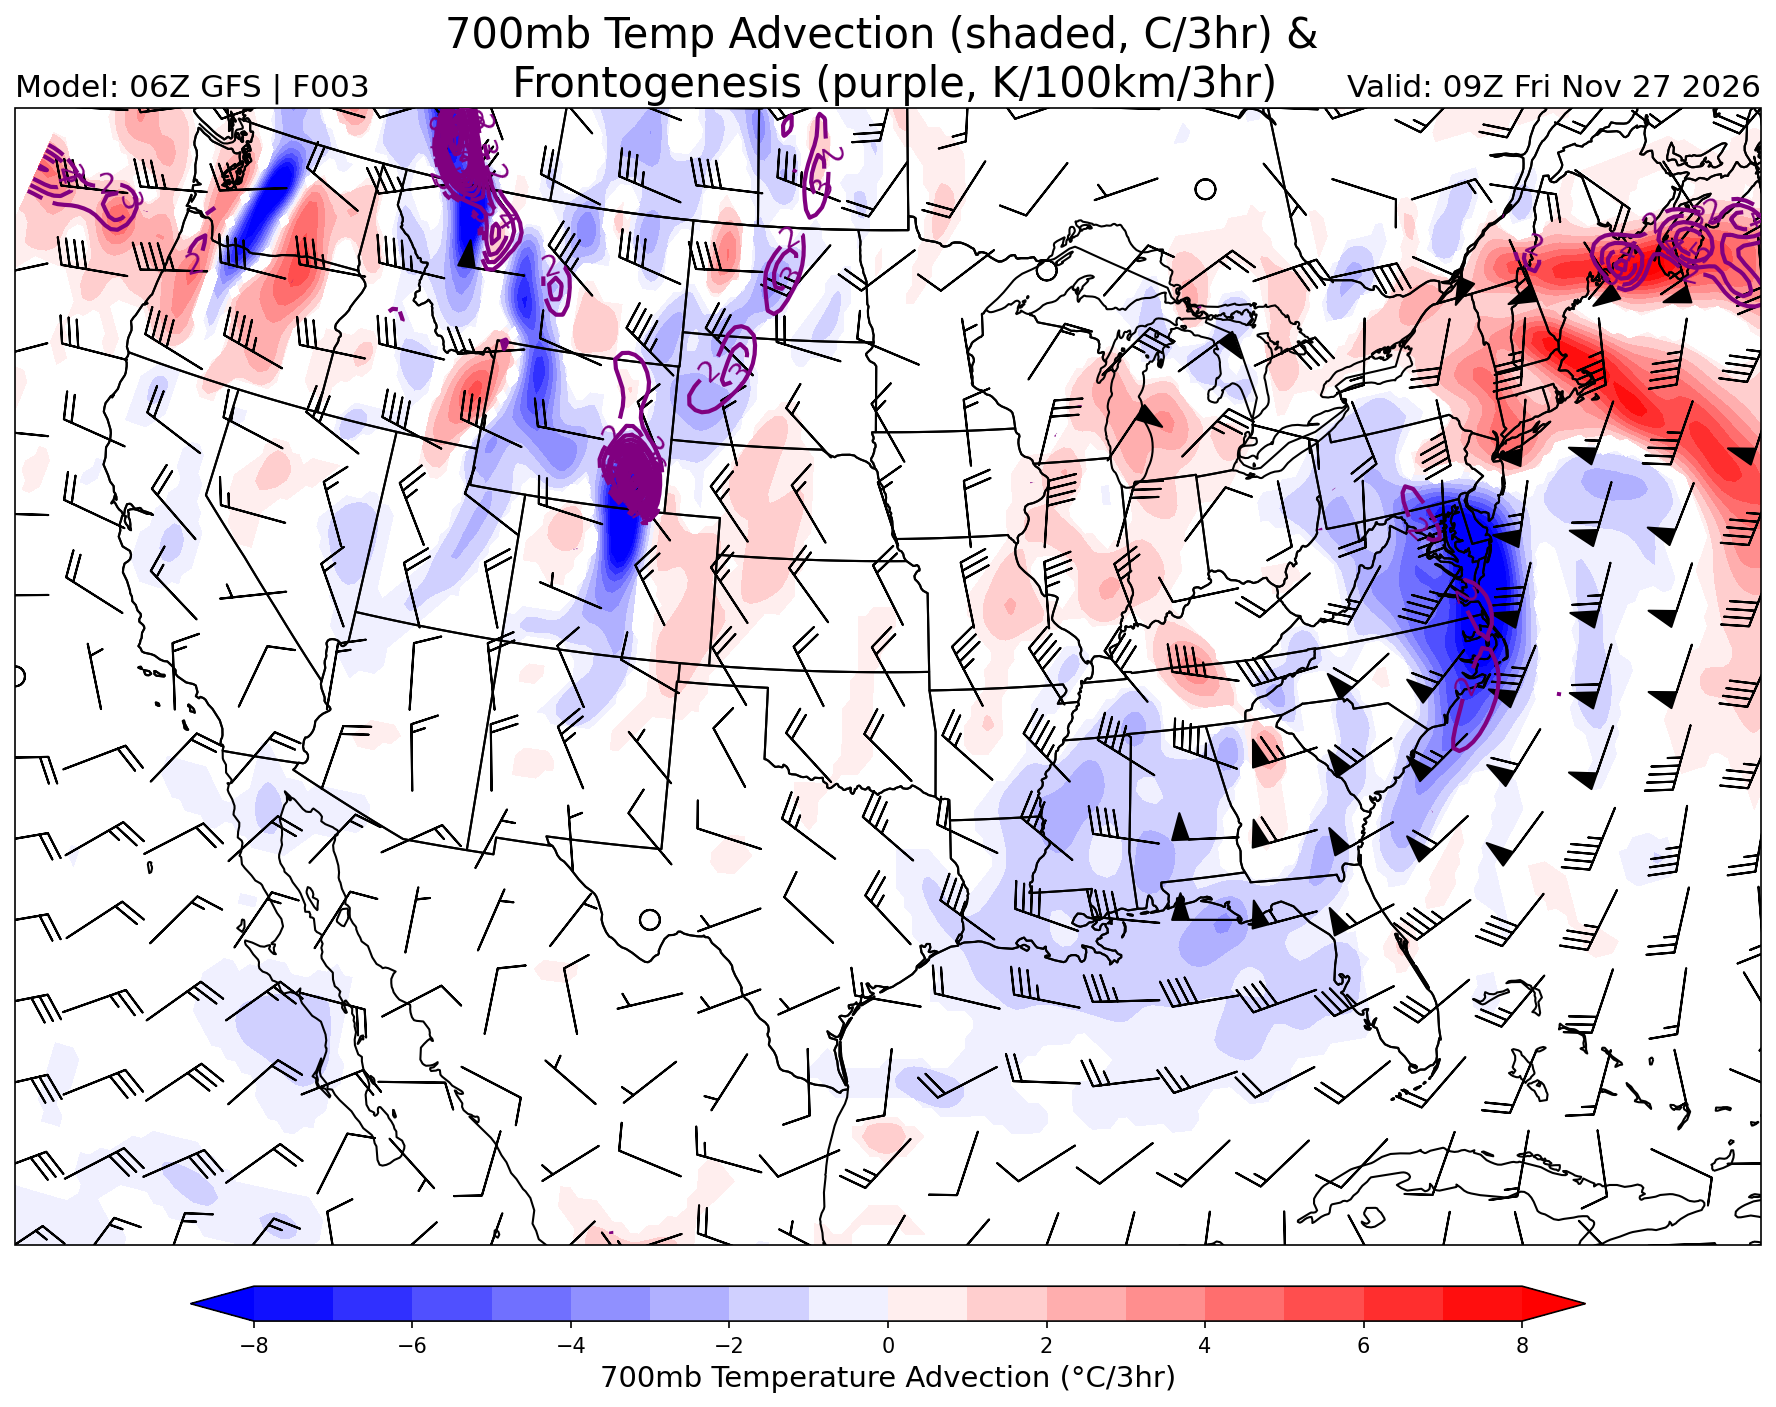 700mb Temp Advection (shaded, C/3hr) &
Model: 06Z GFS | F003
Frontogenesis (purple, K/100km/3hr)
Valid: 09Z Fri Nov 27 2026
−8 −6 −4 −2 0 2 4 6 8
700mb Temperature Advection (°C/3hr)